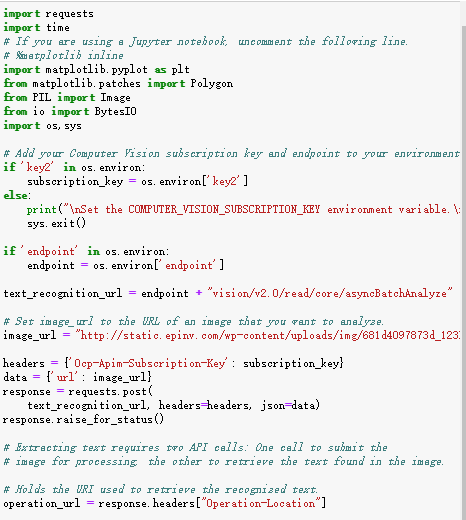 import requests
import time
# If you are using a Jupyter notebook, uncomment the following line.
# %matplotlib inline
import matplotlib.pyplot as plt
from matplotlib.patches import Polygon
from PIL import Image
from io import BytesIO
import os,sys
# Add your Computer Vision subscription key and endpoint to your environment
if 'key2' in os.environ:
subscription_key = os.environ['key2']
else:
print("\nSet the COMPUTER_VISION_SUBSCRIPTION_KEY environment variable.\
sys.exit()
if 'endpoint' in os.environ:
endpoint = os.environ['endpoint']
text_recognition_url = endpoint + "vision/v2.0/read/core/asyncBatchAnalyze"
# Set image_url to the URL of an image that you want to analyze.
image_url = "http://static.epinv.com/wp-content/uploads/img/681d4097873d_123
headers = {'Ocp-Apim-Subscription-Key': subscription_key}
data = {'url': image_url}
response = requests.post(
text_recognition_url, headers=headers, json=data)
response.raise_for_status()
# Extracting text requires two API calls: One call to submit the
# image for processing, the other to retrieve the text found in the image.
# Holds the URI used to retrieve the recognized text.
operation_url = response.headers["Operation-Location"]